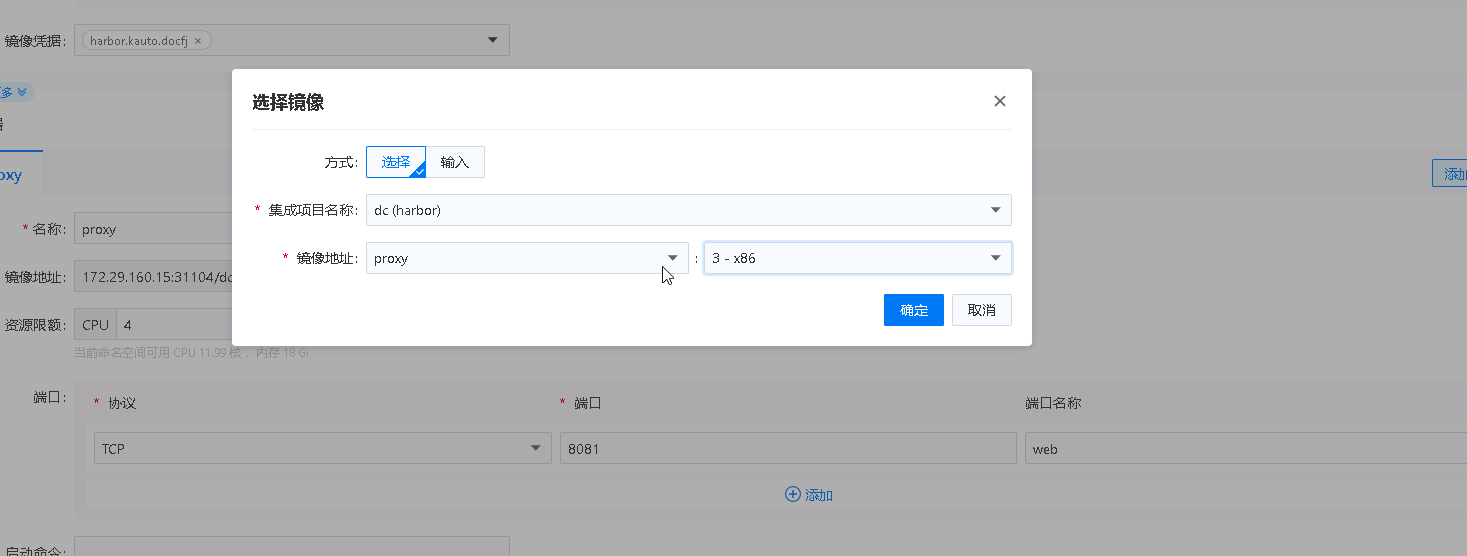 镜像凭据: harbor.kauto.docfj ×
多
选择镜像
器
方式: 选择 输入
oxy
添加
* 集成项目名称: dc (harbor)
* 名称: proxy
* 镜像地址: proxy : 3 - x86
镜像地址: 172.29.160.15:31104/dc
确定 取消
资源限额: CPU 4
当前命名空间可用 CPU 11.99 核 , 内存 18 Gi
端口: * 协议 * 端口 端口名称
TCP 8081 web
添加
启动命令: